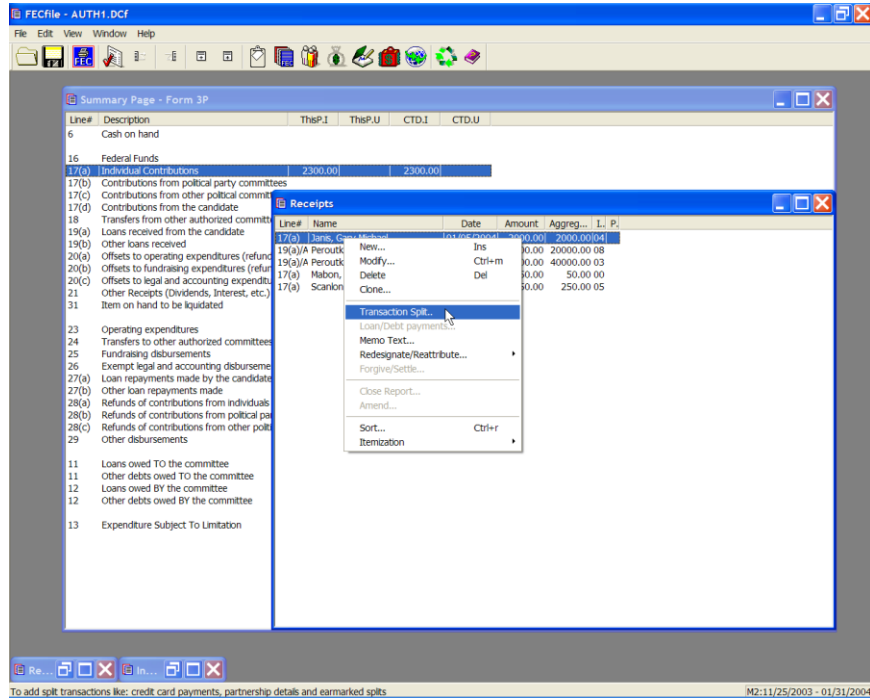 FECfile - AUTH1.DCf
File Edit View Window Help
FEC
Summary Page - Form 3P
Line# Description ThisP.I ThisP.U CTD.I CTD.U
6 Cash on hand
16 Federal Funds
17(a) Individual Contributions 2300.00 2300.00
17(b) Contributions from political party committees
17(c) Contributions from other political committ
17(d) Contributions from the candidate
18 Transfers from other authorized committ
19(a) Loans received from the candidate
19(b) Other loans received
20(a) Offsets to operating expenditures (refund
20(b) Offsets to fundraising expenditures (refun
20(c) Offsets to legal and accounting expenditu
21 Other Receipts (Dividends, Interest, etc.)
31 Item on hand to be liquidated
23 Operating expenditures
24 Transfers to other authorized committees
25 Fundraising disbursements
26 Exempt legal and accounting disburseme
27(a) Loan repayments made by the candidate
27(b) Other loan repayments made
28(a) Refunds of contributions from individuals
28(b) Refunds of contributions from political par
28(c) Refunds of contributions from other politi
29 Other disbursements
11 Loans owed TO the committee
11 Other debts owed TO the committee
12 Loans owed BY the committee
12 Other debts owed BY the committee
13 Expenditure Subject To Limitation
Receipts
Line# Name Date Amount Aggreg... I.. P..
17(a) Janis, Gary Michael 01/05/2004 2000.00 2000.00 04
19(a)/A Peroutk 00.00 20000.00 08
19(a)/A Peroutk 00.00 40000.00 03
17(a) Mabon, 50.00 00
17(a) Scanlon 250.00 05
New... Ins
Modify... Ctrl+m
Delete Del
Clone...
Transaction Split..
Loan/Debt payments...
Memo Text...
Redesignate/Reattribute...
Forgive/Settle...
Close Report...
Amend...
Sort... Ctrl+r
Itemization
Re... In...
To add split transactions like: credit card payments, partnership details and earmarked splits M2:11/25/2003 - 01/31/2004